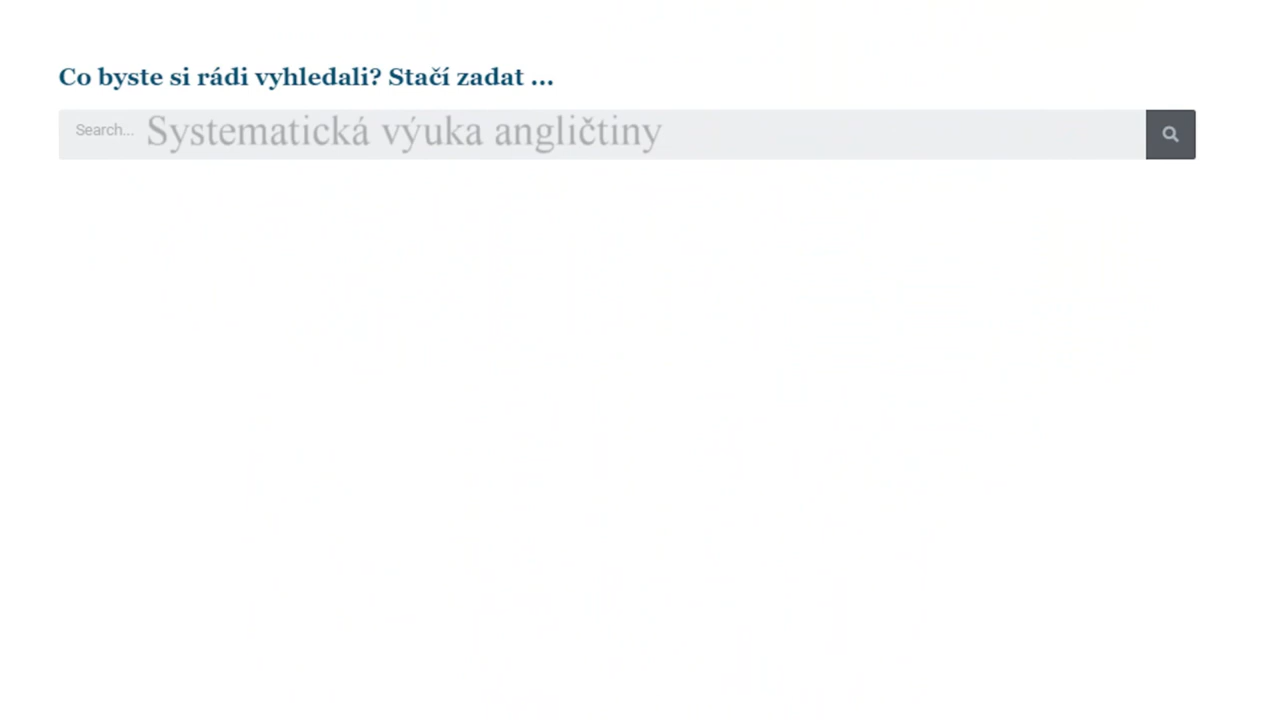 Co byste si rádi vyhledali? Stačí zadat ...
Search... Systematická výuka angličtiny